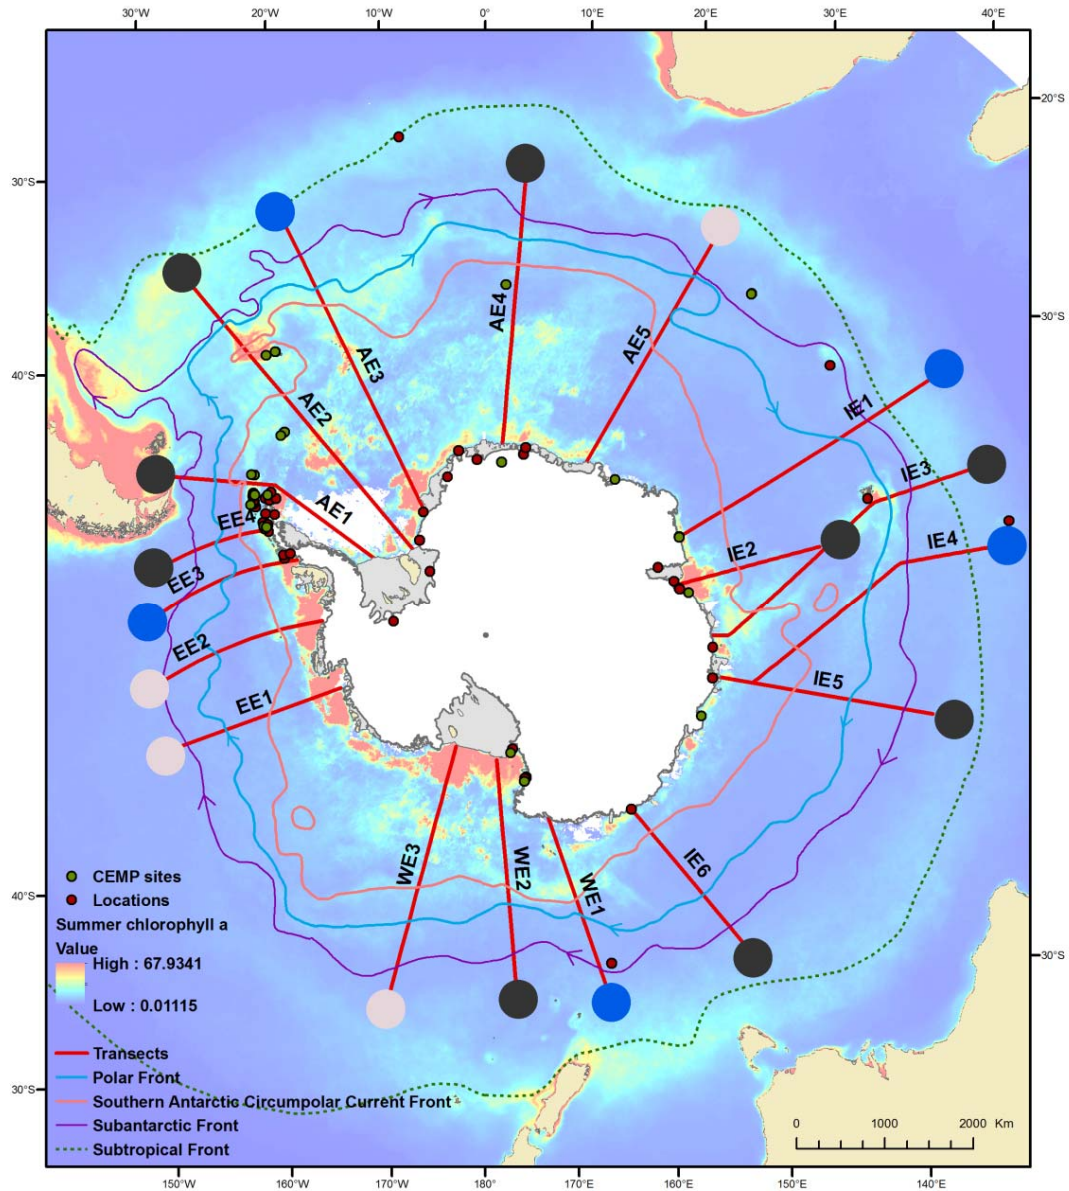 30°W 20°W 10°W 0° 10°E 20°E 30°E 40°E
20°S
30°S
30°S
40°S
AE4
AE5
AE3
AE2
IE1
IE3
AE1
EE4
IE4
IE2
EE3
EE2
IE5
EE1
WE3
WE2
WE1
IE6
CEMP sites
40°S
Locations
Summer chlorophyll a
Value
High : 67.9341
30°S
Low : 0.01115
Transects
Polar Front
30°S
Southern Antarctic Circumpolar Current Front
Subantarctic Front
Subtropical Front
0 1000 2000 Km
150°W 160°W 170°W 180° 170°E 160°E 150°E 140°E